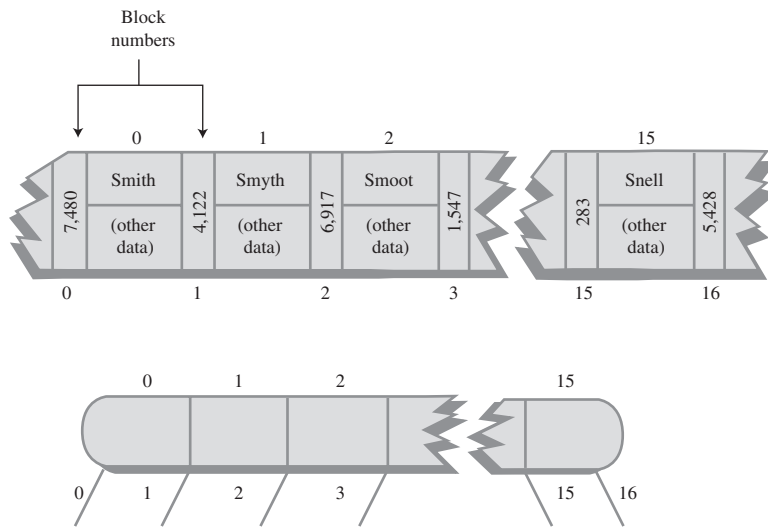 Block
numbers
0 1 2 15
7,480 Smith 4,122 Smyth 6,917 Smoot 1,547 283 Snell 5,428
(other (other (other (other
data) data) data) data)
0 1 2 3 15 16
0 1 2 15
0 1 2 3 15 16